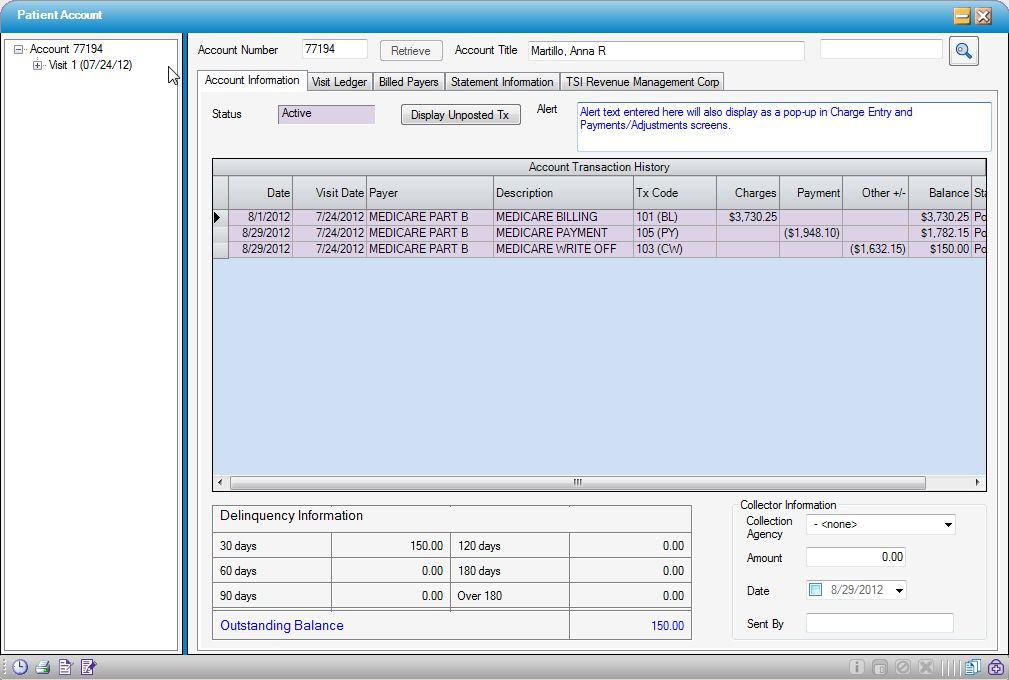 Patient Account
Account 77194
Visit 1 (07/24/12)
Account Number 77194 Retrieve Account Title Martillo, Anna R
Account Information Visit Ledger Billed Payers Statement Information TSI Revenue Management Corp
Status Active Display Unposted Tx Alert Alert text entered here will also display as a pop-up in Charge Entry and
Payments/Adjustments screens.
Account Transaction History
Date Visit Date Payer Description Tx Code Charges Payment Other +/- Balance Sta
8/1/2012 7/24/2012 MEDICARE PART B MEDICARE BILLING 101 (BL) $3,730.25 $3,730.25 Po
8/29/2012 7/24/2012 MEDICARE PART B MEDICARE PAYMENT 105 (PY) ($1,948.10) $1,782.15 Po
8/29/2012 7/24/2012 MEDICARE PART B MEDICARE WRITE OFF 103 (CW) ($1,632.15) $150.00 Po
Delinquency Information
30 days 150.00 120 days 0.00
60 days 0.00 180 days 0.00
90 days 0.00 Over 180 0.00
Outstanding Balance 150.00
Collector Information
Collection
Agency - <none>
Amount 0.00
Date 8/29/2012
Sent By